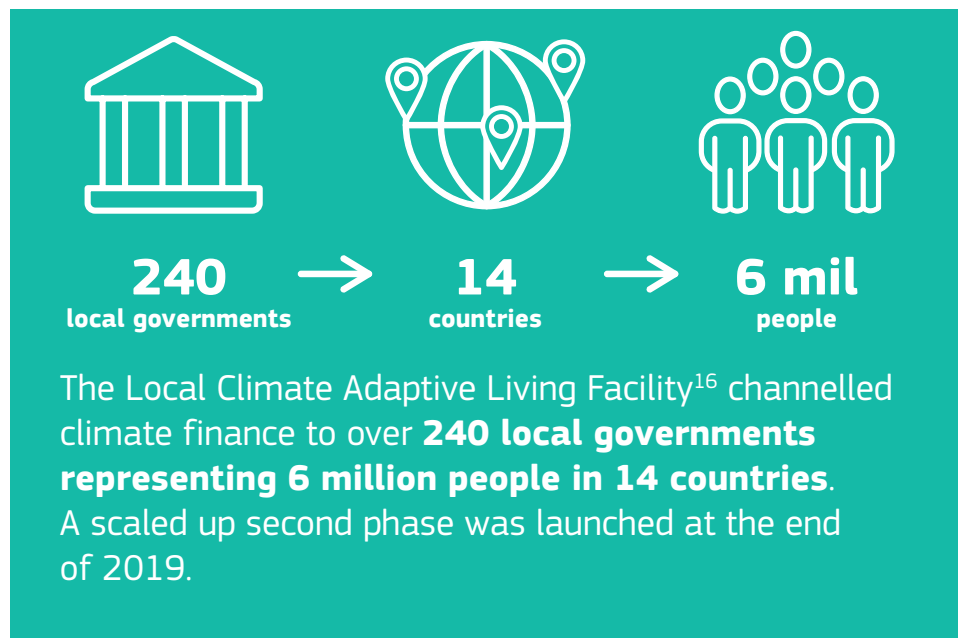 240 → 14 → 6 mil
local governments countries people
The Local Climate Adaptive Living Facility¹⁶ channelled
climate finance to over 240 local governments
representing 6 million people in 14 countries.
A scaled up second phase was launched at the end
of 2019.